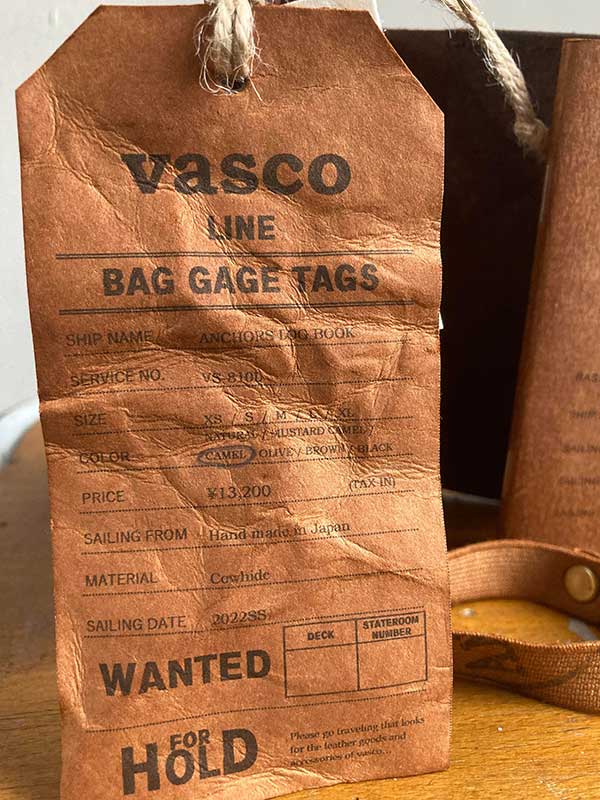 vasco
LINE
BAG GAGE TAGS
SHIP NAME ANCHORS LOG BOOK
SERVICE NO.
SIZE XS / S / M / L / XL
NATURAL / MUSTARD CAMEL /
COLOR CAMEL / OLIVE / BROWN / BLACK
PRICE ¥13,200 (TAX IN)
SAILING FROM Hand made in Japan
MATERIAL Cowhide
SAILING DATE 2022SS
WANTED
DECK STATEROOM NUMBER
FOR
HOLD
Please go traveling that looks
for the leather goods and
accessories of vasco...